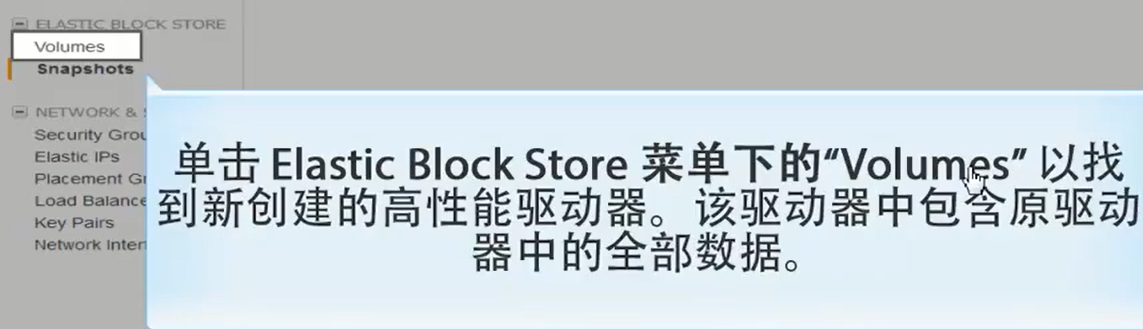 ELASTIC BLOCK STORE
Volumes
Snapshots
NETWORK &
Security Grou
Elastic IPs
Placement Gr
Load Balance
Key Pairs
Network Inter
单击 Elastic Block Store 菜单下的“Volumes” 以找
到新创建的高性能驱动器。该驱动器中包含原驱动
器中的全部数据。